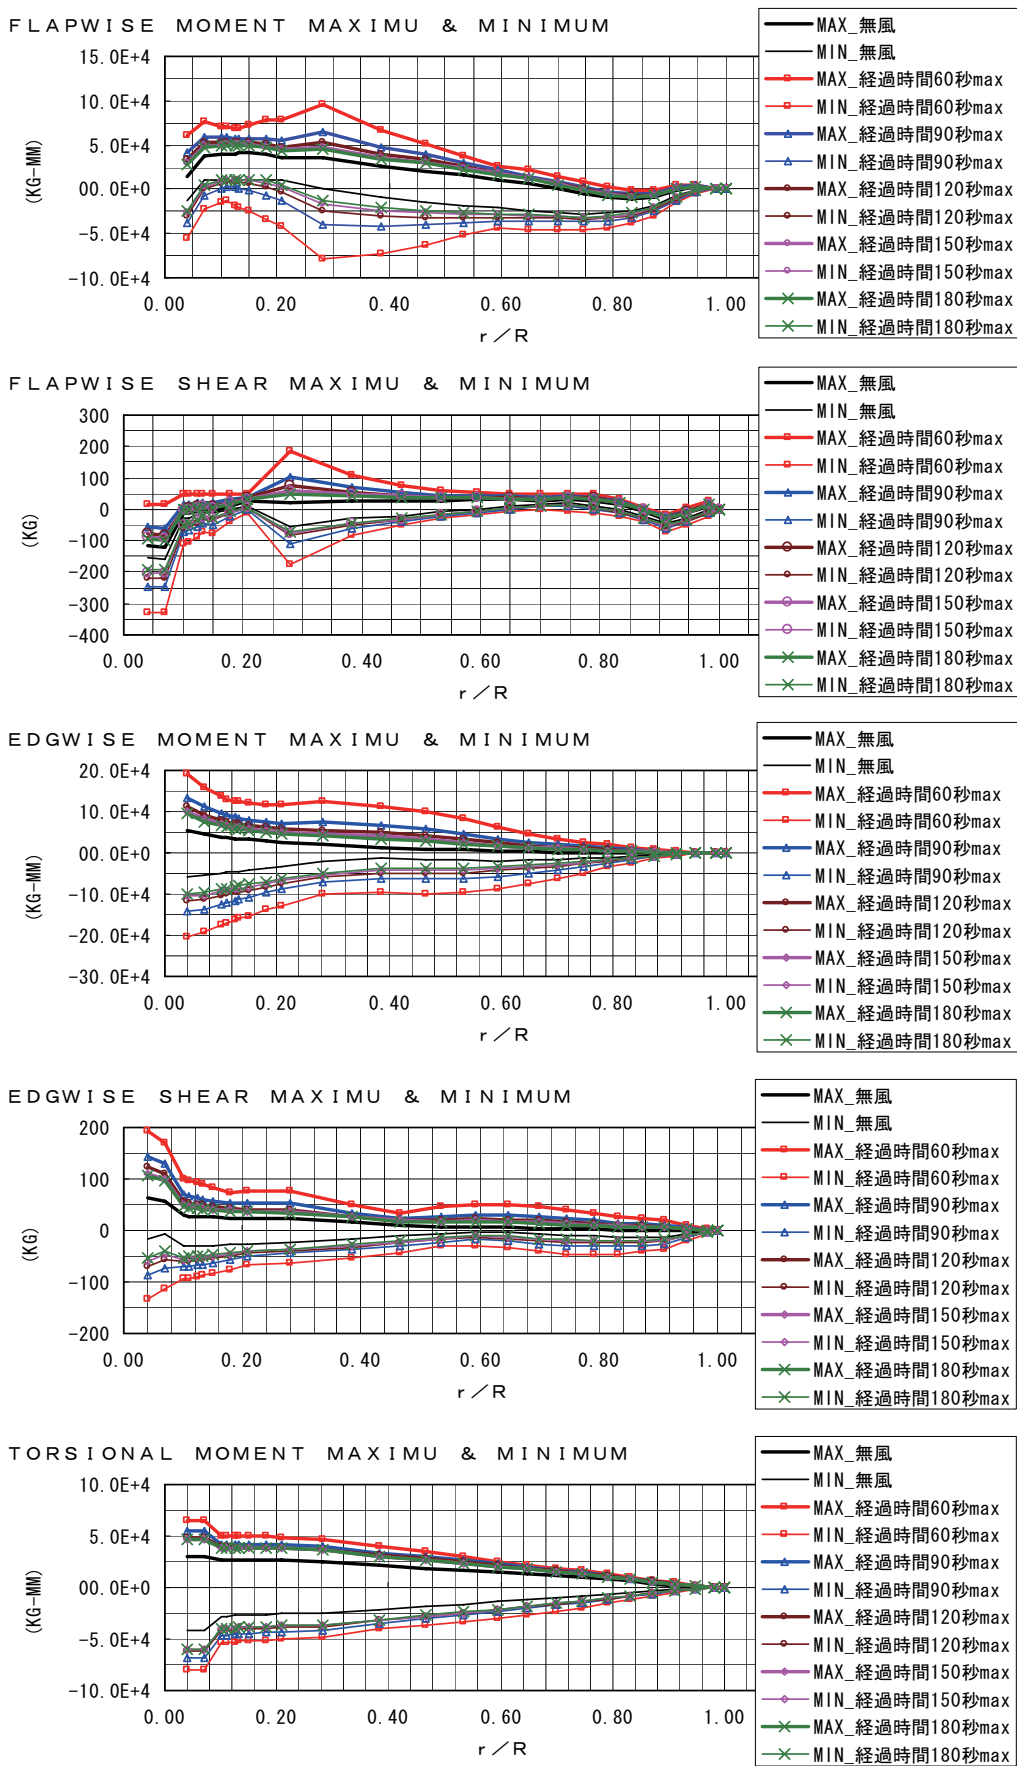 FLAPWISE MOMENT MAXIMU & MINIMUM
15.0E+4
10.0E+4
5.0E+4
00.0E+0
-5.0E+4
-10.0E+4
(KG-MM)
0.00 0.20 0.40 0.60 0.80 1.00
r／R
MAX_無風
MIN_無風
MAX_経過時間60秒max
MIN_経過時間60秒max
MAX_経過時間90秒max
MIN_経過時間90秒max
MAX_経過時間120秒max
MIN_経過時間120秒max
MAX_経過時間150秒max
MIN_経過時間150秒max
MAX_経過時間180秒max
MIN_経過時間180秒max
FLAPWISE SHEAR MAXIMU & MINIMUM
300
200
100
0
-100
-200
-300
-400
(KG)
0.00 0.20 0.40 0.60 0.80 1.00
r／R
MAX_無風
MIN_無風
MAX_経過時間60秒max
MIN_経過時間60秒max
MAX_経過時間90秒max
MIN_経過時間90秒max
MAX_経過時間120秒max
MIN_経過時間120秒max
MAX_経過時間150秒max
MIN_経過時間150秒max
MAX_経過時間180秒max
MIN_経過時間180秒max
EDGWISE MOMENT MAXIMU & MINIMUM
20.0E+4
10.0E+4
00.0E+0
-10.0E+4
-20.0E+4
-30.0E+4
(KG-MM)
0.00 0.20 0.40 0.60 0.80 1.00
r／R
MAX_無風
MIN_無風
MAX_経過時間60秒max
MIN_経過時間60秒max
MAX_経過時間90秒max
MIN_経過時間90秒max
MAX_経過時間120秒max
MIN_経過時間120秒max
MAX_経過時間150秒max
MIN_経過時間150秒max
MAX_経過時間180秒max
MIN_経過時間180秒max
EDGWISE SHEAR MAXIMU & MINIMUM
200
100
0
-100
-200
(KG)
0.00 0.20 0.40 0.60 0.80 1.00
r／R
MAX_無風
MIN_無風
MAX_経過時間60秒max
MIN_経過時間60秒max
MAX_経過時間90秒max
MIN_経過時間90秒max
MAX_経過時間120秒max
MIN_経過時間120秒max
MAX_経過時間150秒max
MIN_経過時間150秒max
MAX_経過時間180秒max
MIN_経過時間180秒max
TORSIONAL MOMENT MAXIMU & MINIMUM
10.0E+4
5.0E+4
00.0E+0
-5.0E+4
-10.0E+4
(KG-MM)
0.00 0.20 0.40 0.60 0.80 1.00
r／R
MAX_無風
MIN_無風
MAX_経過時間60秒max
MIN_経過時間60秒max
MAX_経過時間90秒max
MIN_経過時間90秒max
MAX_経過時間120秒max
MIN_経過時間120秒max
MAX_経過時間150秒max
MIN_経過時間150秒max
MAX_経過時間180秒max
MIN_経過時間180秒max